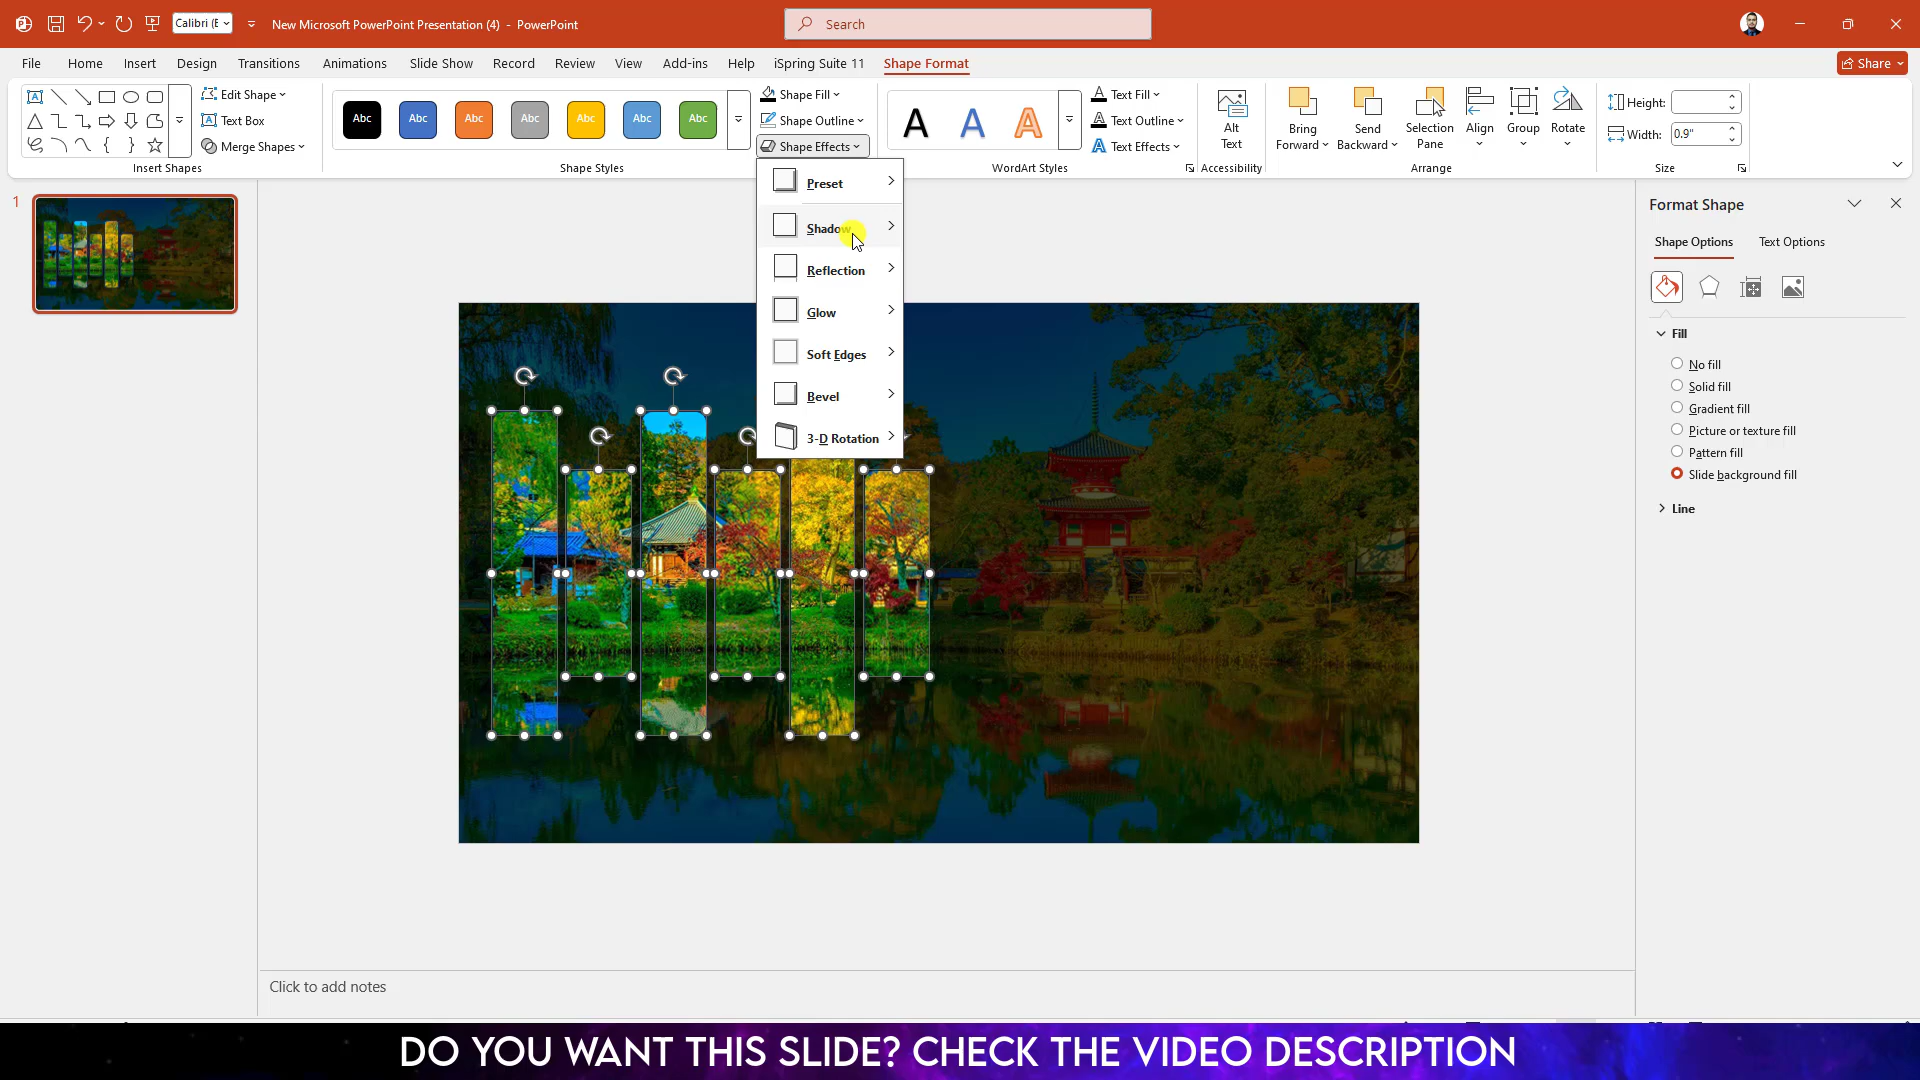 Calibri (E
New Microsoft PowerPoint Presentation (4) - PowerPoint
Search
File Home Insert Design Transitions Animations Slide Show Record Review View Add-ins Help iSpring Suite 11 Shape Format
Share
Edit Shape
Text Box
Merge Shapes
Insert Shapes
Abc Abc Abc Abc Abc Abc Abc
Shape Styles
Shape Fill
Shape Outline
Shape Effects
A A A
WordArt Styles
Text Fill
Text Outline
Text Effects
Alt Text
Accessibility
Bring Forward
Send Backward
Selection Pane
Align
Group
Rotate
Arrange
Height:
Width: 0.9"
Size
Preset
Shadow
Reflection
Glow
Soft Edges
Bevel
3-D Rotation
1
Format Shape
Shape Options Text Options
Fill
No fill
Solid fill
Gradient fill
Picture or texture fill
Pattern fill
Slide background fill
Line
Click to add notes
DO YOU WANT THIS SLIDE? CHECK THE VIDEO DESCRIPTION